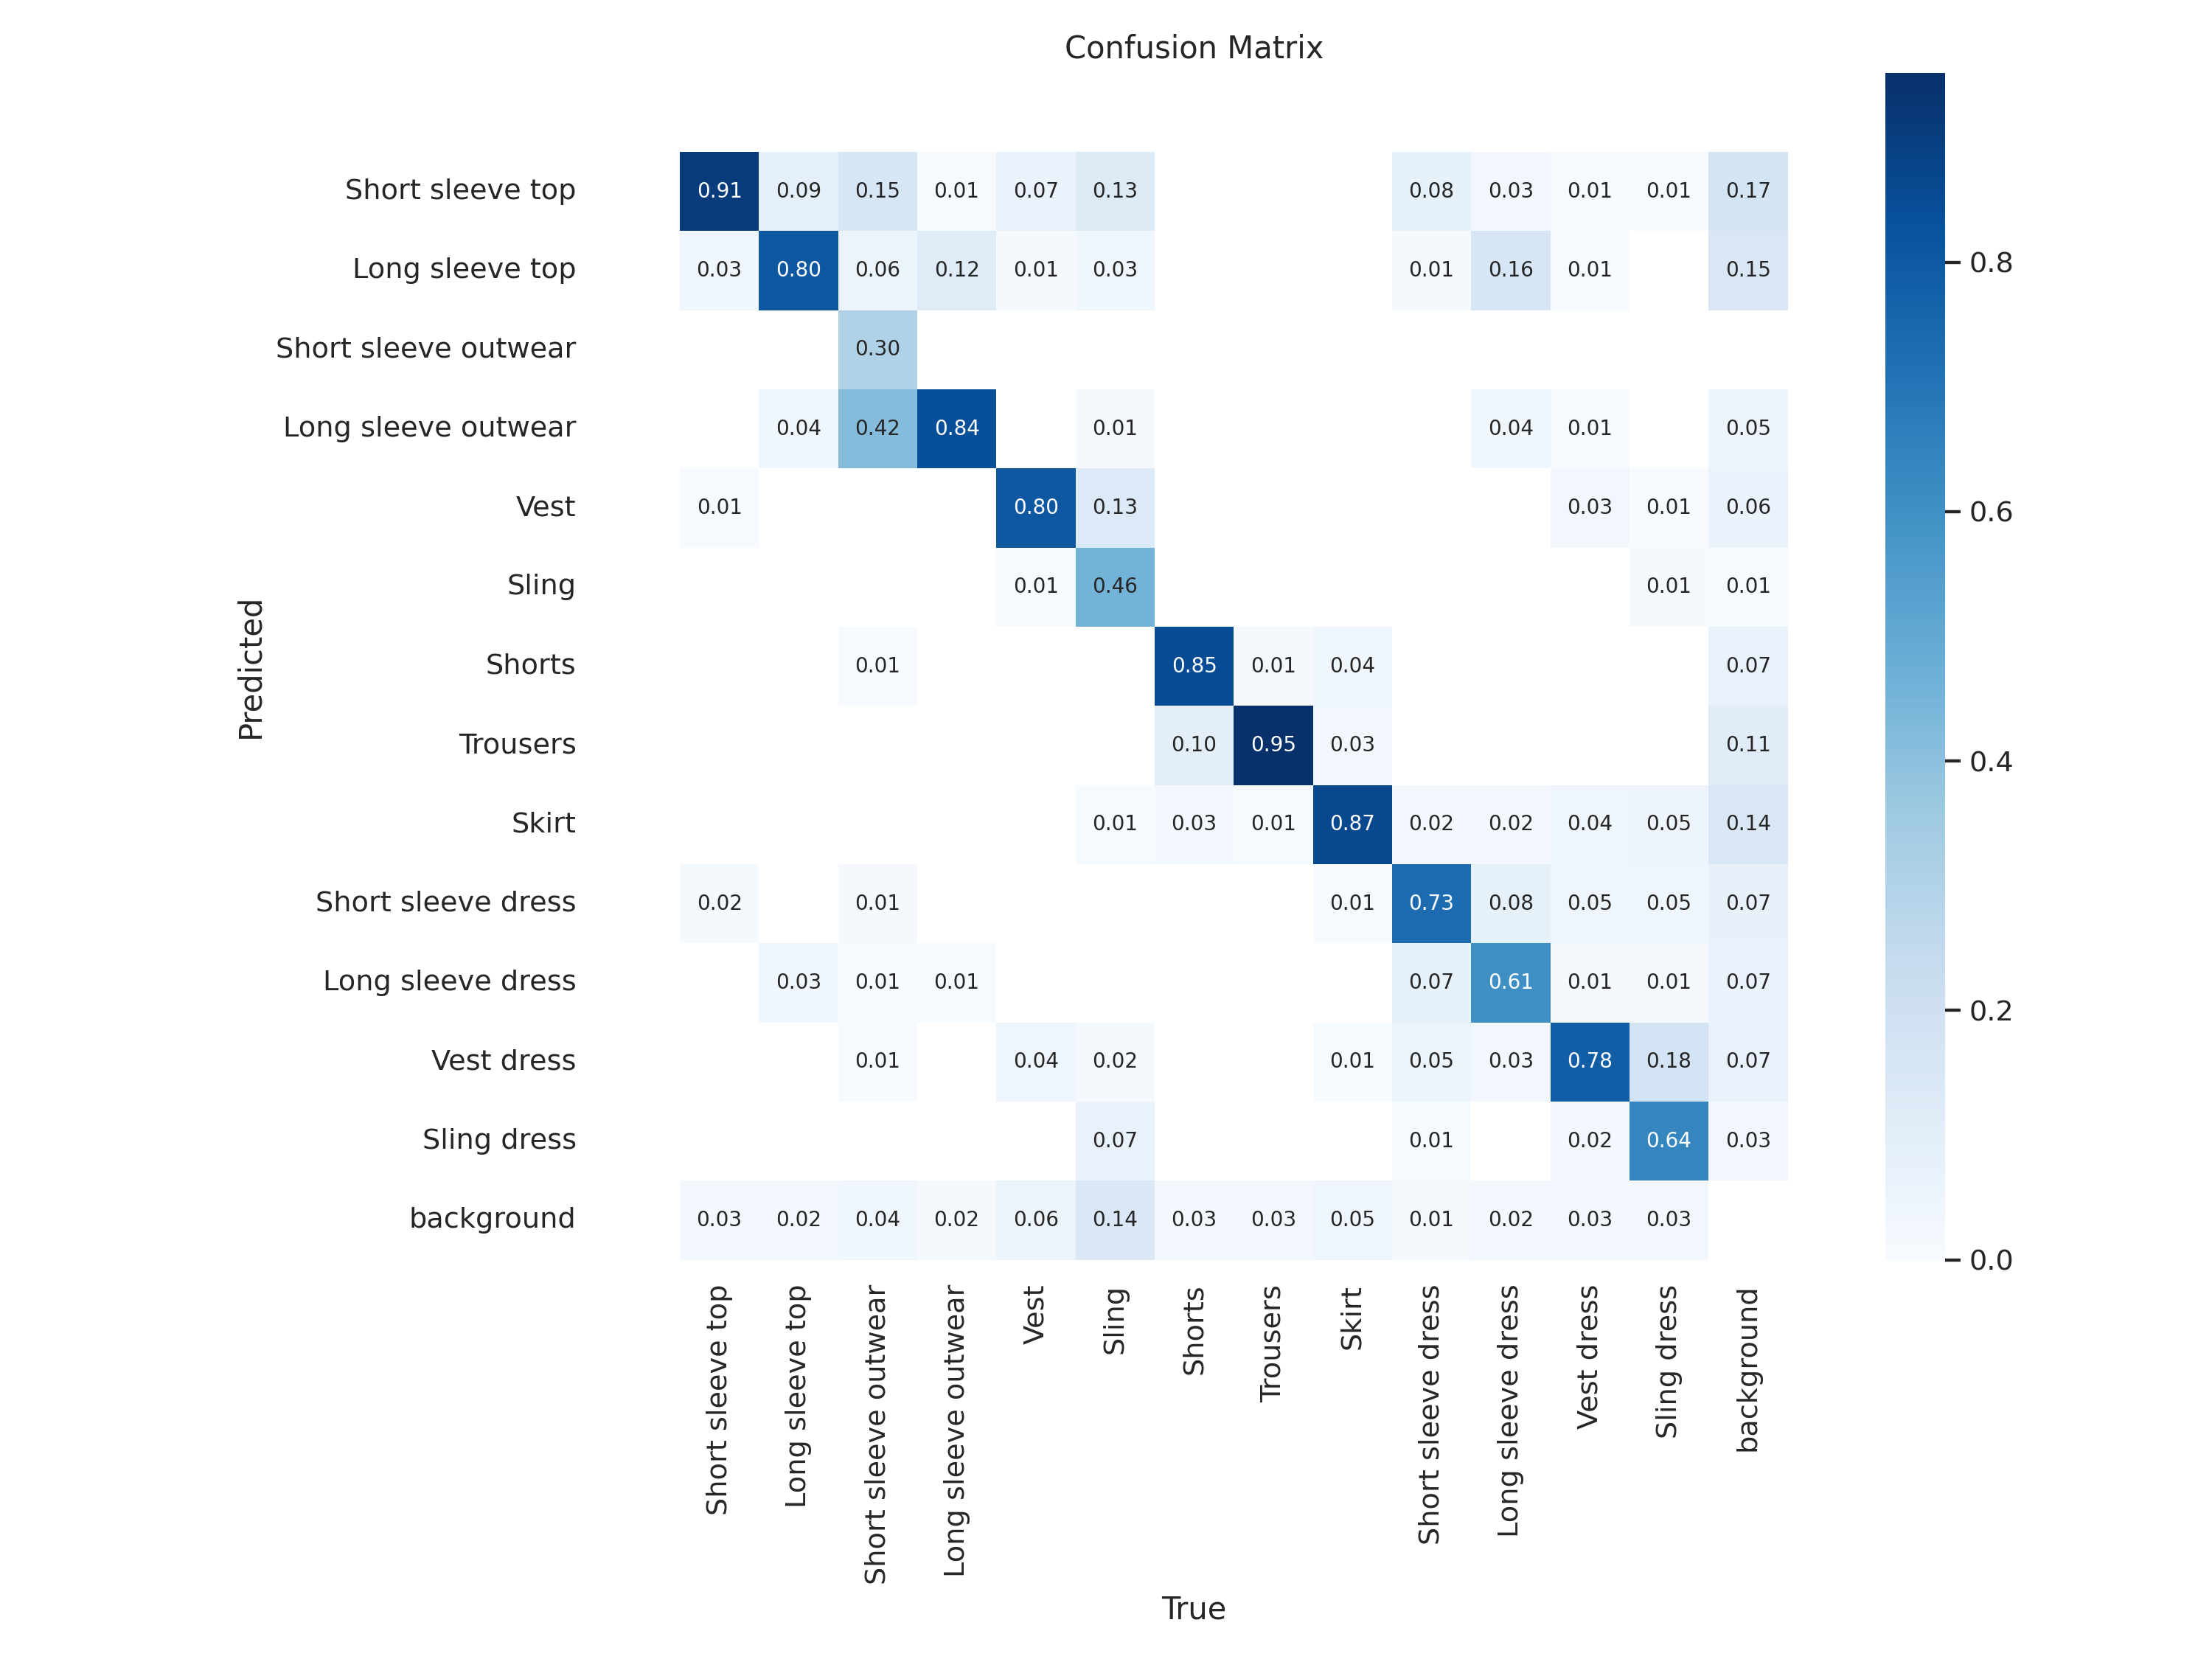 Confusion Matrix
Short sleeve top 0.91 0.09 0.15 0.01 0.07 0.13 0.08 0.03 0.01 0.01 0.17
Long sleeve top 0.03 0.80 0.06 0.12 0.01 0.03 0.01 0.16 0.01 0.15
0.8
Short sleeve outwear 0.30
Long sleeve outwear 0.04 0.42 0.84 0.01 0.04 0.01 0.05
Vest 0.01 0.80 0.13 0.03 0.01 0.06
0.6
Sling 0.01 0.46 0.01 0.01
Predicted
Shorts 0.01 0.85 0.01 0.04 0.07
Trousers 0.10 0.95 0.03 0.11
0.4
Skirt 0.01 0.03 0.01 0.87 0.02 0.02 0.04 0.05 0.14
Short sleeve dress 0.02 0.01 0.01 0.73 0.08 0.05 0.05 0.07
Long sleeve dress 0.03 0.01 0.01 0.07 0.61 0.01 0.01 0.07
0.2
Vest dress 0.01 0.04 0.02 0.01 0.05 0.03 0.78 0.18 0.07
Sling dress 0.07 0.01 0.02 0.64 0.03
background 0.03 0.02 0.04 0.02 0.06 0.14 0.03 0.03 0.05 0.01 0.02 0.03 0.03
0.0
Short sleeve top
Long sleeve top
Short sleeve outwear
Long sleeve outwear
Vest
Sling
Shorts
Trousers
Skirt
Short sleeve dress
Long sleeve dress
Vest dress
Sling dress
background
True